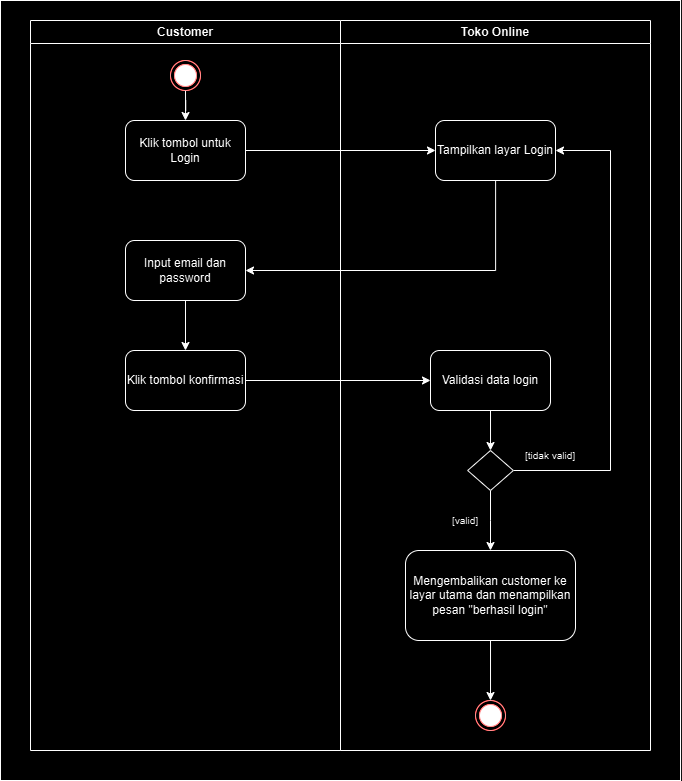 Customer
Toko Online
Klik tombol untuk
Login
Tampilkan layar Login
Input email dan
password
Klik tombol konfirmasi
Validasi data login
[tidak valid]
[valid]
Mengembalikan customer ke
layar utama dan menampilkan
pesan "berhasil login"